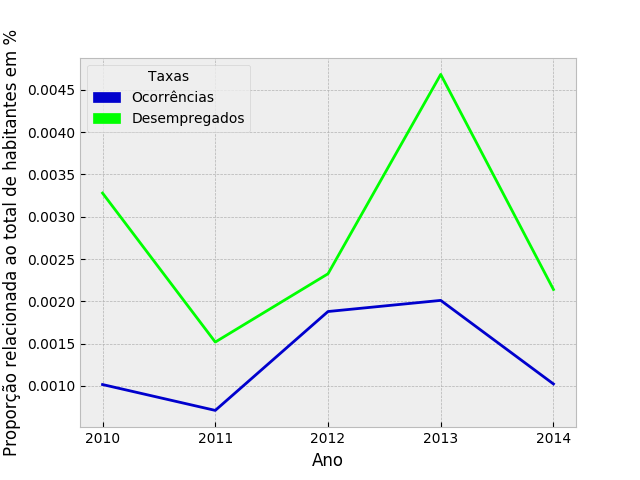 Proporção relacionada ao total de habitantes em %
Taxas
Ocorrências
Desempregados
0.0045
0.0040
0.0035
0.0030
0.0025
0.0020
0.0015
0.0010
2010 2011 2012 2013 2014
Ano